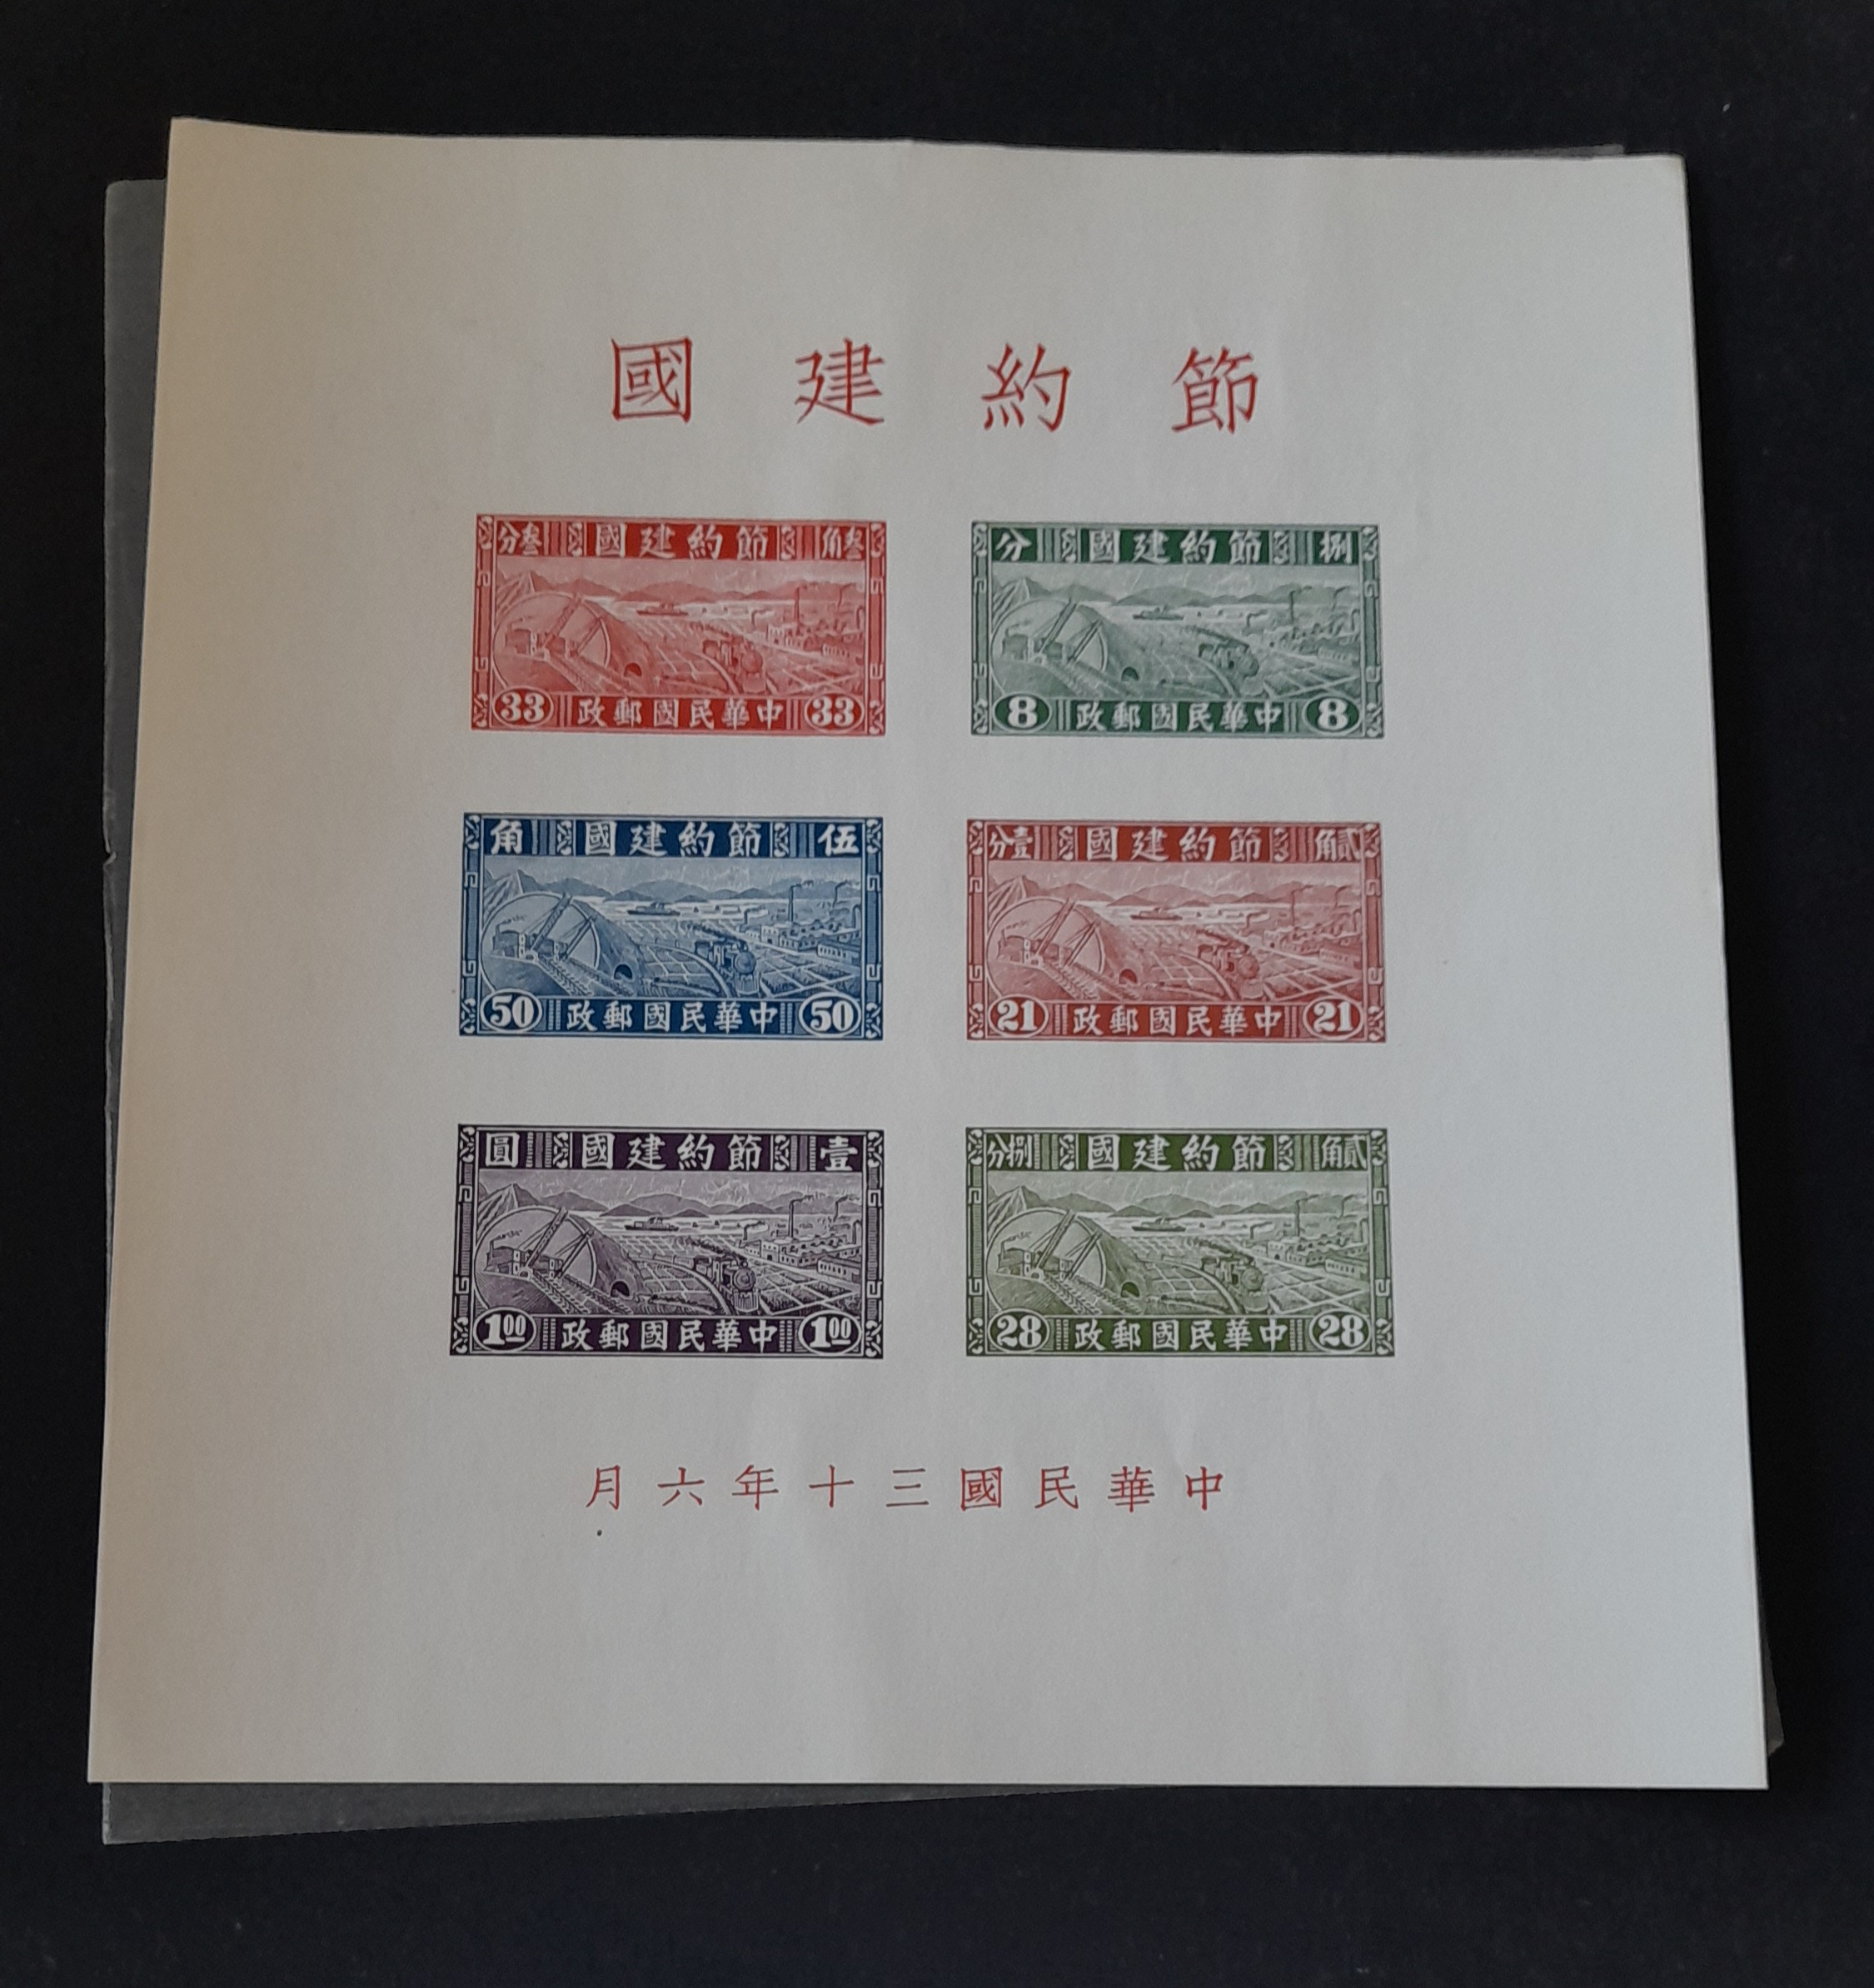 節約建國
捌 節約建國 分
8 中華民國郵政 8
叁角 節約建國 叁分
33 中華民國郵政 33
貳角 節約建國 壹分
21 中華民國郵政 21
伍 節約建國 角
50 中華民國郵政 50
貳角 節約建國 捌分
28 中華民國郵政 28
壹 節約建國 圓
100 中華民國郵政 100
中華民國三十年六月